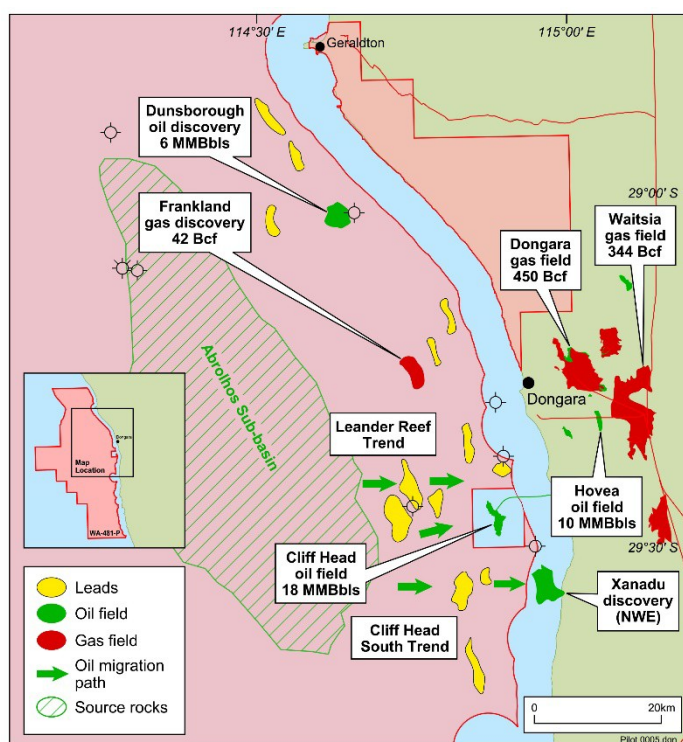 114°30' E
115°00' E
Geraldton
Dunsborough
oil discovery
6 MMBbls
29°00' S
Frankland
gas discovery
42 Bcf
Waitsia
gas field
344 Bcf
Dongara
gas field
450 Bcf
Abrolhos Sub-basin
Dongara
Leander Reef
Trend
Dongara
Map
Location
WA-481-P
Hovea
oil field
10 MMBbls
29°30' S
Cliff Head
oil field
18 MMBbls
Xanadu
discovery
(NWE)
Cliff Head
South Trend
Leads
Oil field
Gas field
Oil migration
path
Source rocks
0
20km
Pilot 0005.dgn